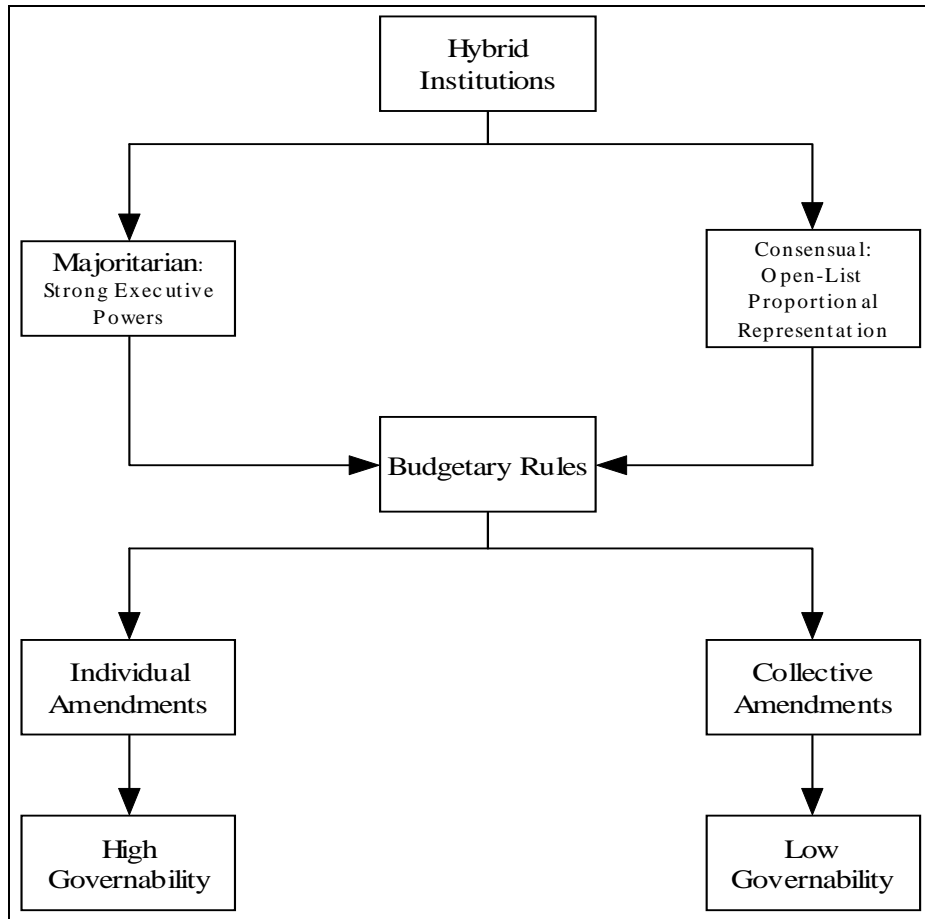 Hybrid
Institutions
Majoritarian:
Strong Executive
Powers
Consensual:
Open-List
Proportional
Representation
Budgetary Rules
Individual
Amendments
Collective
Amendments
High
Governability
Low
Governability